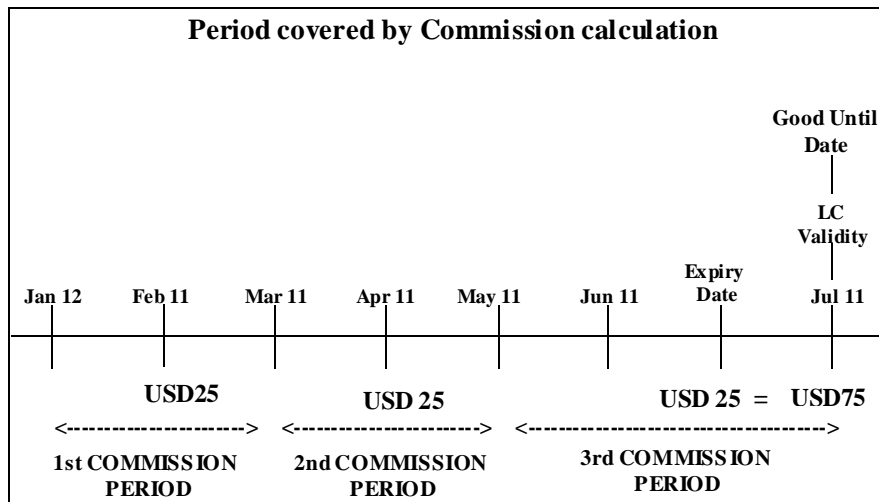 Period covered by Commission calculation
Good Until
Date
LC
Validity
Jan 12 Feb 11 Mar 11 Apr 11 May 11 Jun 11 Expiry Date Jul 11
USD25 USD 25 USD 25 = USD75
<-----------------------> <------------------------> <--------------------------------------->
1st COMMISSION PERIOD
2nd COMMISSION PERIOD
3rd COMMISSION PERIOD